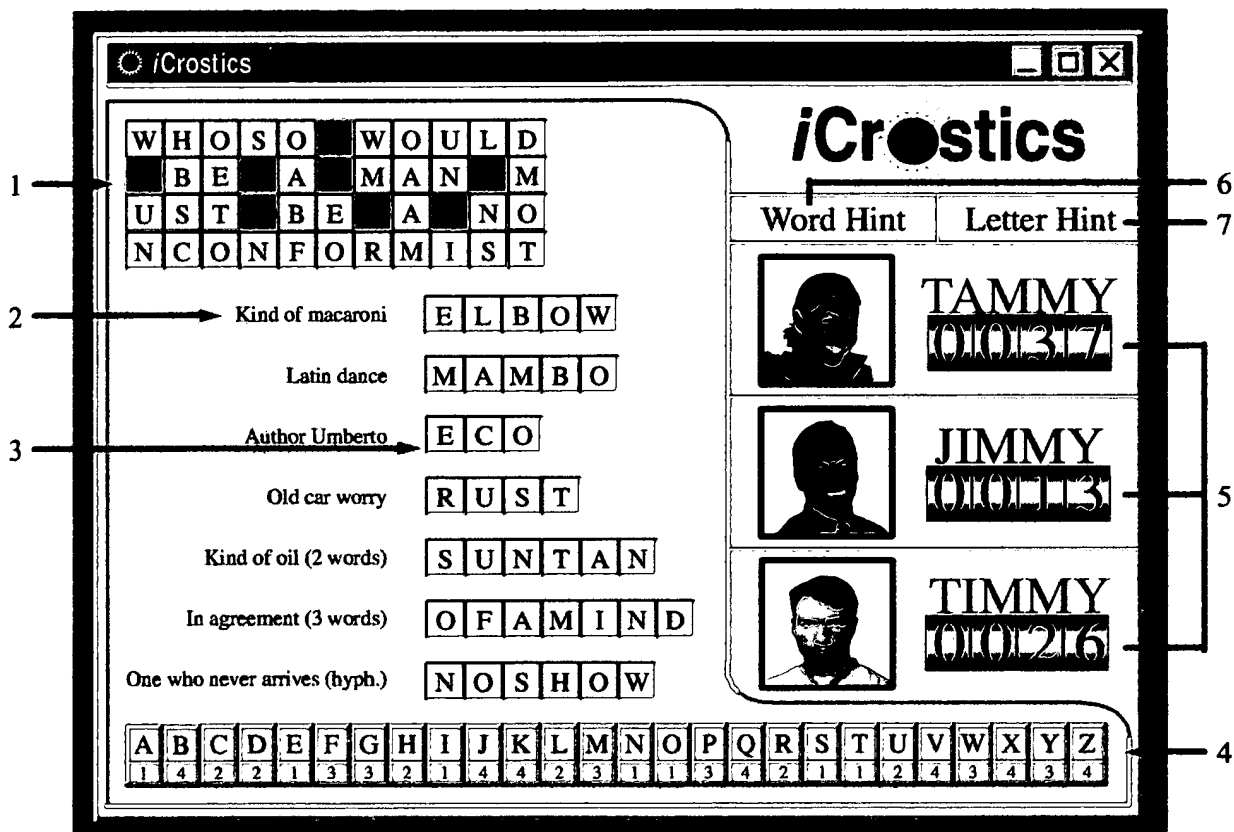 iCrostics
iCrostics
W H O S O W O U L D
B E A M A N M
U S T B E A N O
N C O N F O R M I S T
1
6
Word Hint
Letter Hint
7
2
Kind of macaroni
E L B O W
TAMMY
0037
Latin dance
M A M B O
3
Author Umberto
E C O
JIMMY
0013
5
Old car worry
R U S T
Kind of oil (2 words)
S U N T A N
In agreement (3 words)
O F A M I N D
TIMMY
0026
One who never arrives (hyph.)
N O S H O W
A B C D E F G H I J K L M N O P Q R S T U V W X Y Z
1 4 2 2 1 3 3 2 1 4 4 2 3 1 1 3 4 2 1 1 2 4 3 4 3 4
4